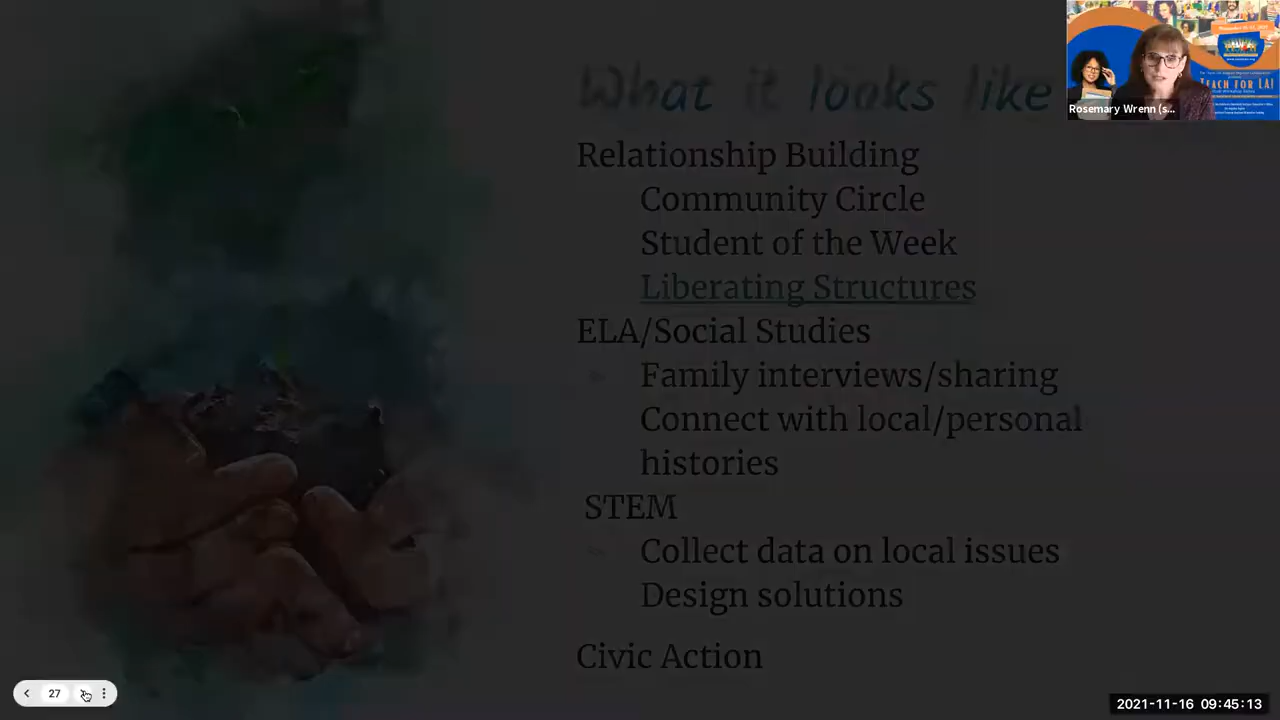 What it looks like
Relationship Building
Community Circle
Student of the Week
Liberating Structures
ELA/Social Studies
Family interviews/sharing
Connect with local/personal
histories
STEM
Collect data on local issues
Design solutions
Civic Action
TEACH FOR LA!
Rosemary Wrenn (s...
27
2021-11-16 09:45:13